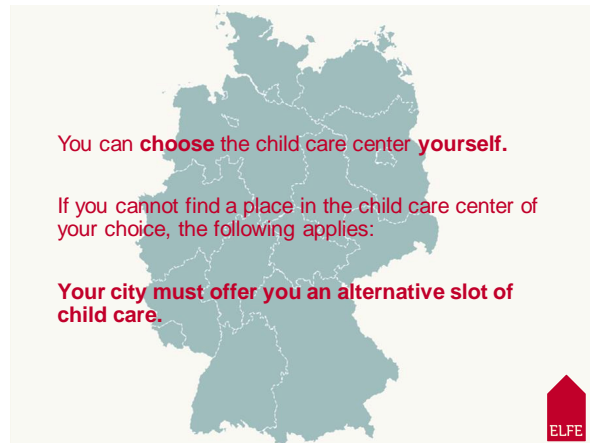 You can choose the child care center yourself.
If you cannot find a place in the child care center of
your choice, the following applies:
Your city must offer you an alternative slot of
child care.
ELFE